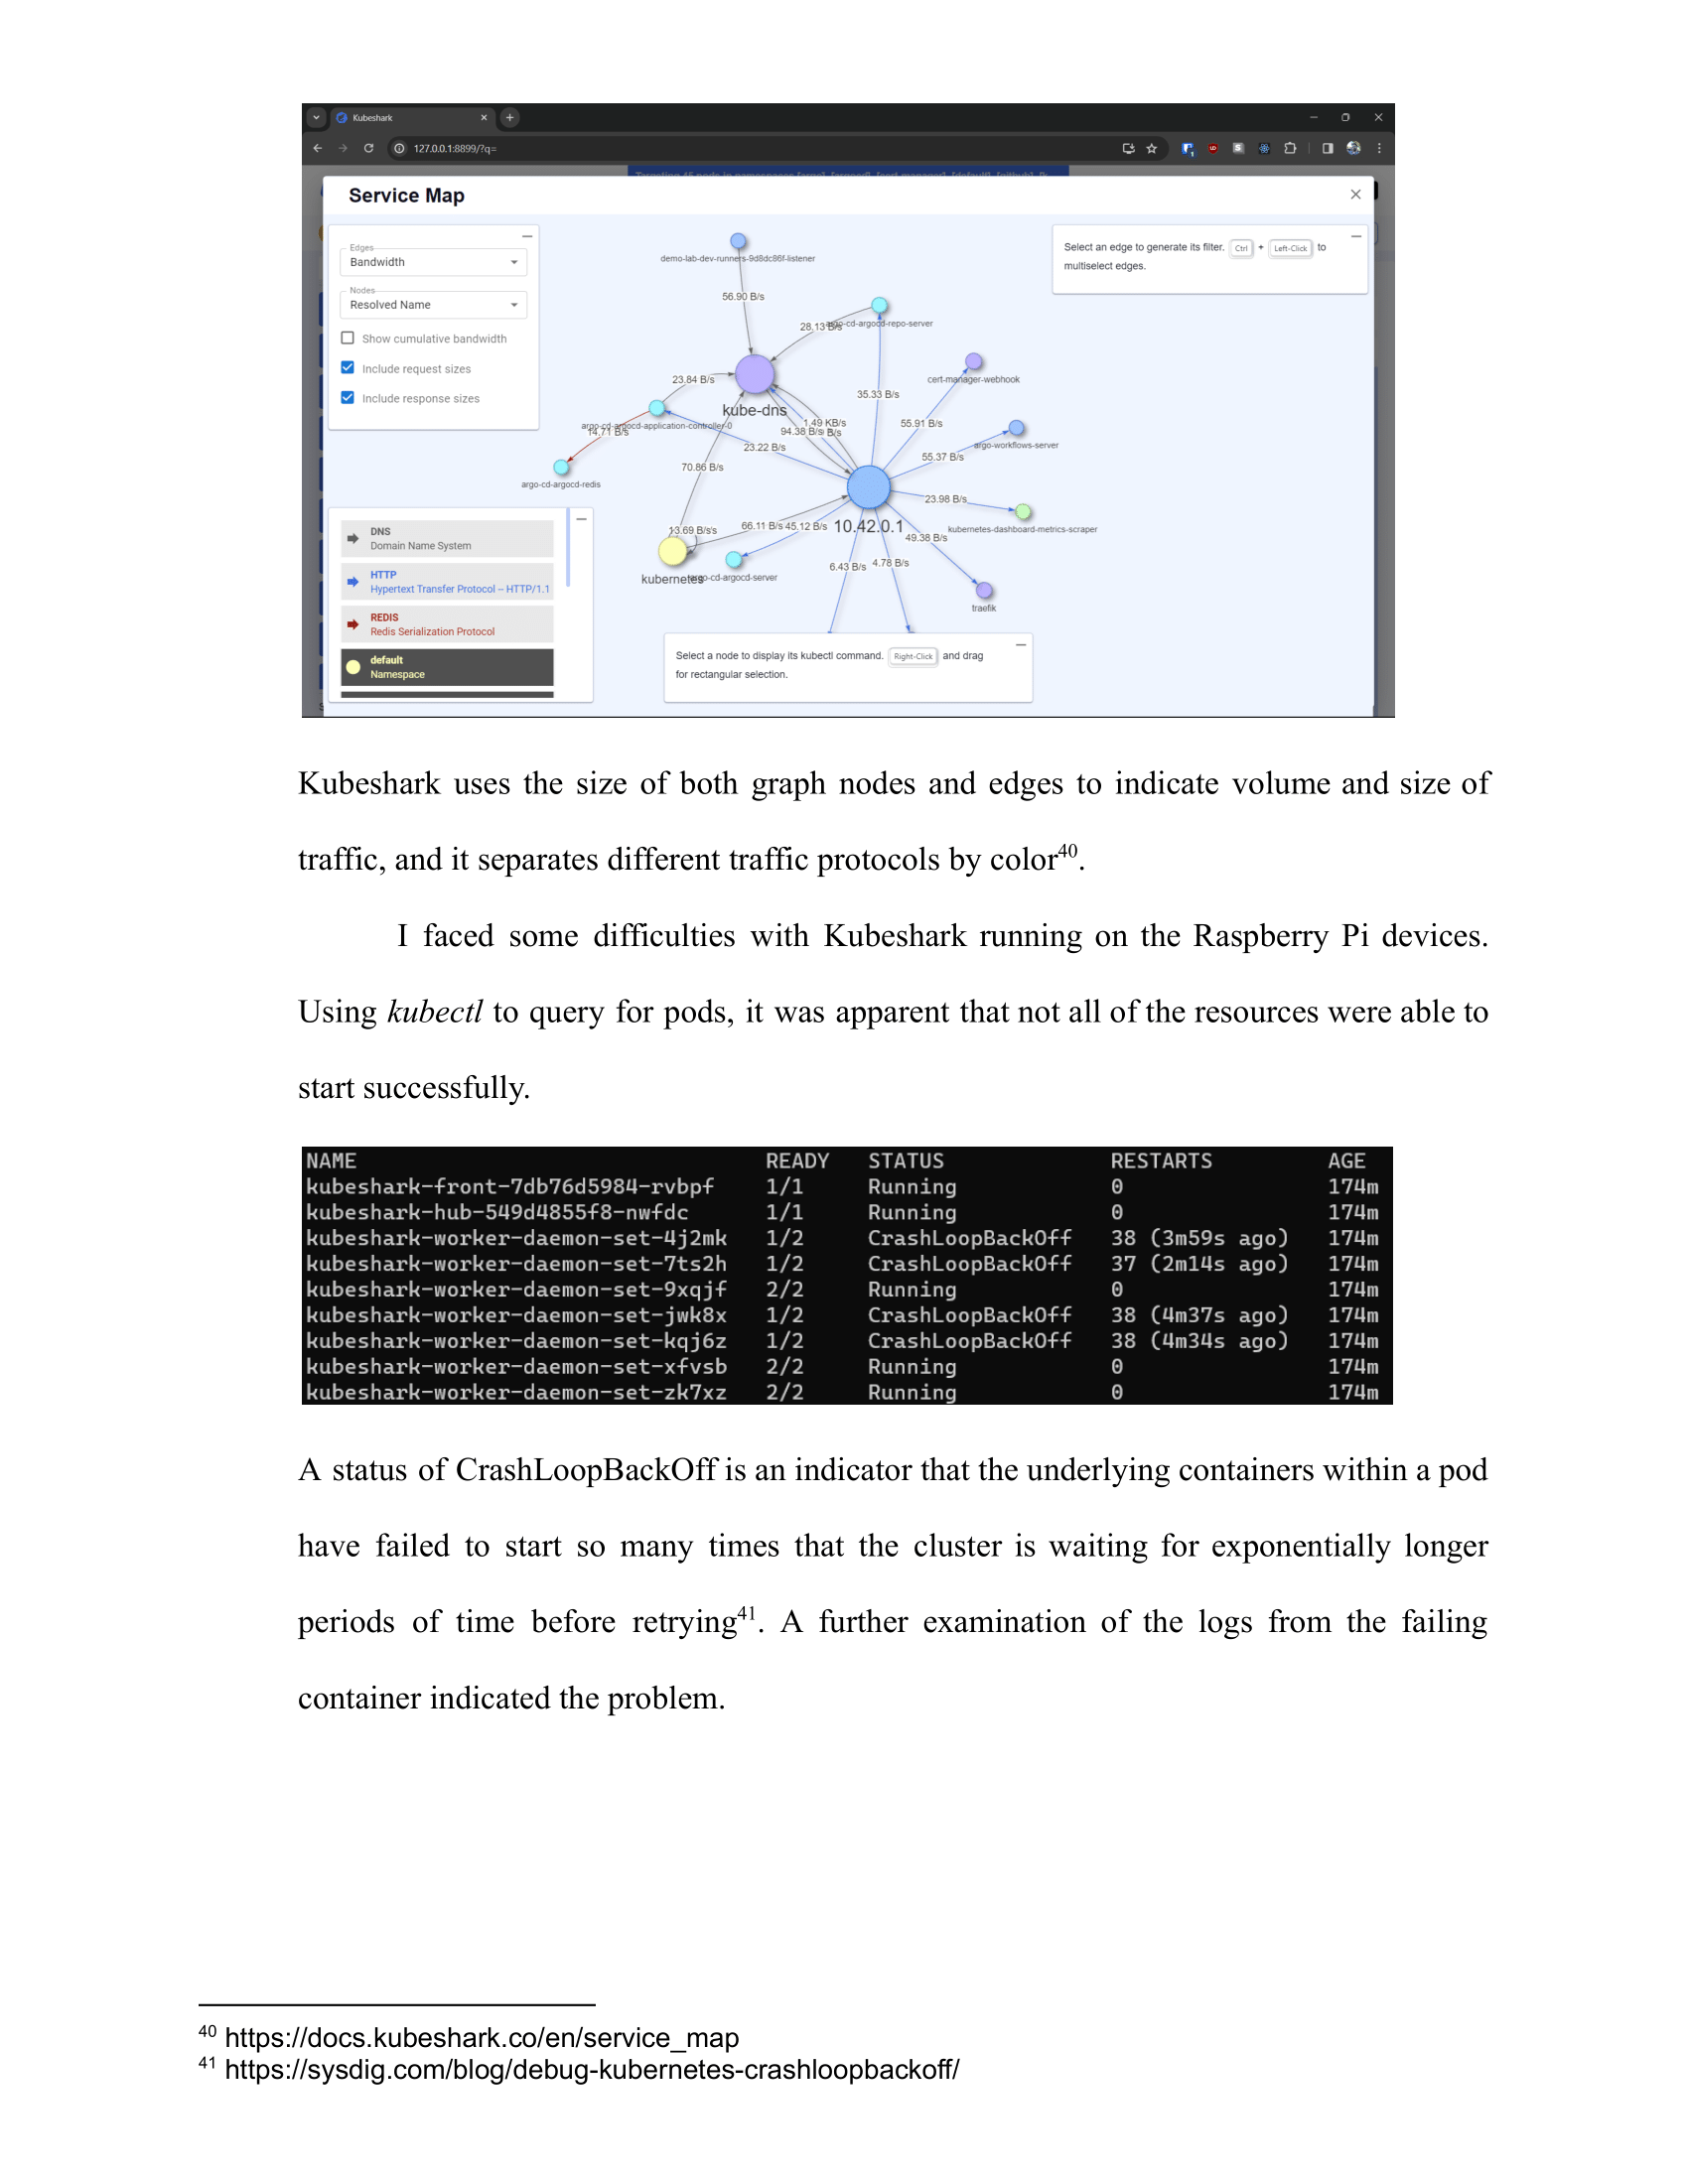 Kubeshark
127.0.0.1:8899/?q=
Service Map
Edges
Bandwidth
Nodes
Resolved Name
Show cumulative bandwidth
Include request sizes
Include response sizes
Select an edge to generate its filter. Ctrl + Left-Click to
multiselect edges.
demo-lab-dev-runners-9d8dc86f-listener
56.90 B/s
28.13 B/s
argo-cd-argocd-repo-server
cert-manager-webhook
23.84 B/s
kube-dns
35.33 B/s
argo-cd-argocd-application-controller-0
14.71 B/s
1.49 KB/s
94.38 B/s
B/s
55.91 B/s
argo-workflows-server
23.22 B/s
55.37 B/s
70.86 B/s
argo-cd-argocd-redis
23.98 B/s
kubernetes-dashboard-metrics-scraper
13.69 B/s
66.11 B/s
45.12 B/s
10.42.0.1
49.38 B/s
kubernetes
argo-cd-argocd-server
6.43 B/s
4.78 B/s
traefik
DNS
Domain Name System
HTTP
Hypertext Transfer Protocol – HTTP/1.1
REDIS
Redis Serialization Protocol
default
Namespace
Select a node to display its kubectl command. Right-Click and drag
for rectangular selection.
Kubeshark uses the size of both graph nodes and edges to indicate volume and size of
traffic, and it separates different traffic protocols by color40.
I faced some difficulties with Kubeshark running on the Raspberry Pi devices.
Using kubectl to query for pods, it was apparent that not all of the resources were able to
start successfully.
NAME READY STATUS RESTARTS AGE
kubeshark-front-7db76d5984-rvbpf 1/1 Running 0 174m
kubeshark-hub-549d4855f8-nwfdc 1/1 Running 0 174m
kubeshark-worker-daemon-set-4j2mk 1/2 CrashLoopBackOff 38 (3m59s ago) 174m
kubeshark-worker-daemon-set-7ts2h 1/2 CrashLoopBackOff 37 (2m14s ago) 174m
kubeshark-worker-daemon-set-9xqjf 2/2 Running 0 174m
kubeshark-worker-daemon-set-jwk8x 1/2 CrashLoopBackOff 38 (4m37s ago) 174m
kubeshark-worker-daemon-set-kqj6z 1/2 CrashLoopBackOff 38 (4m34s ago) 174m
kubeshark-worker-daemon-set-xfvsb 2/2 Running 0 174m
kubeshark-worker-daemon-set-zk7xz 2/2 Running 0 174m
A status of CrashLoopBackOff is an indicator that the underlying containers within a pod
have failed to start so many times that the cluster is waiting for exponentially longer
periods of time before retrying41. A further examination of the logs from the failing
container indicated the problem.
40 https://docs.kubeshark.co/en/service_map
41 https://sysdig.com/blog/debug-kubernetes-crashloopbackoff/